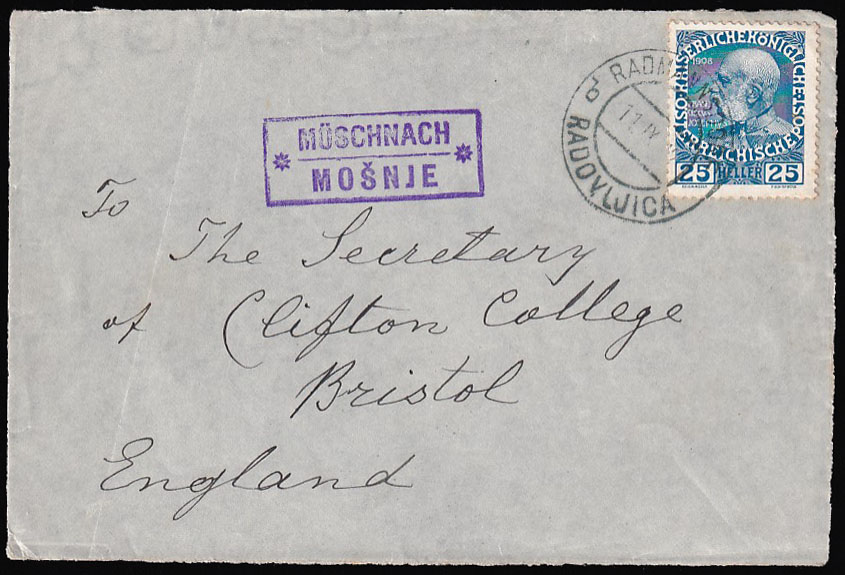 MÜSCHNACH
MOŠNJE
RADM
RADOVLJICA
KAISERLICHE KÖNIGLICHE
ÖSTERREICHISCHE POST
1908
25 HELLER 25
To
The Secretary
of Clifton College
Bristol
England